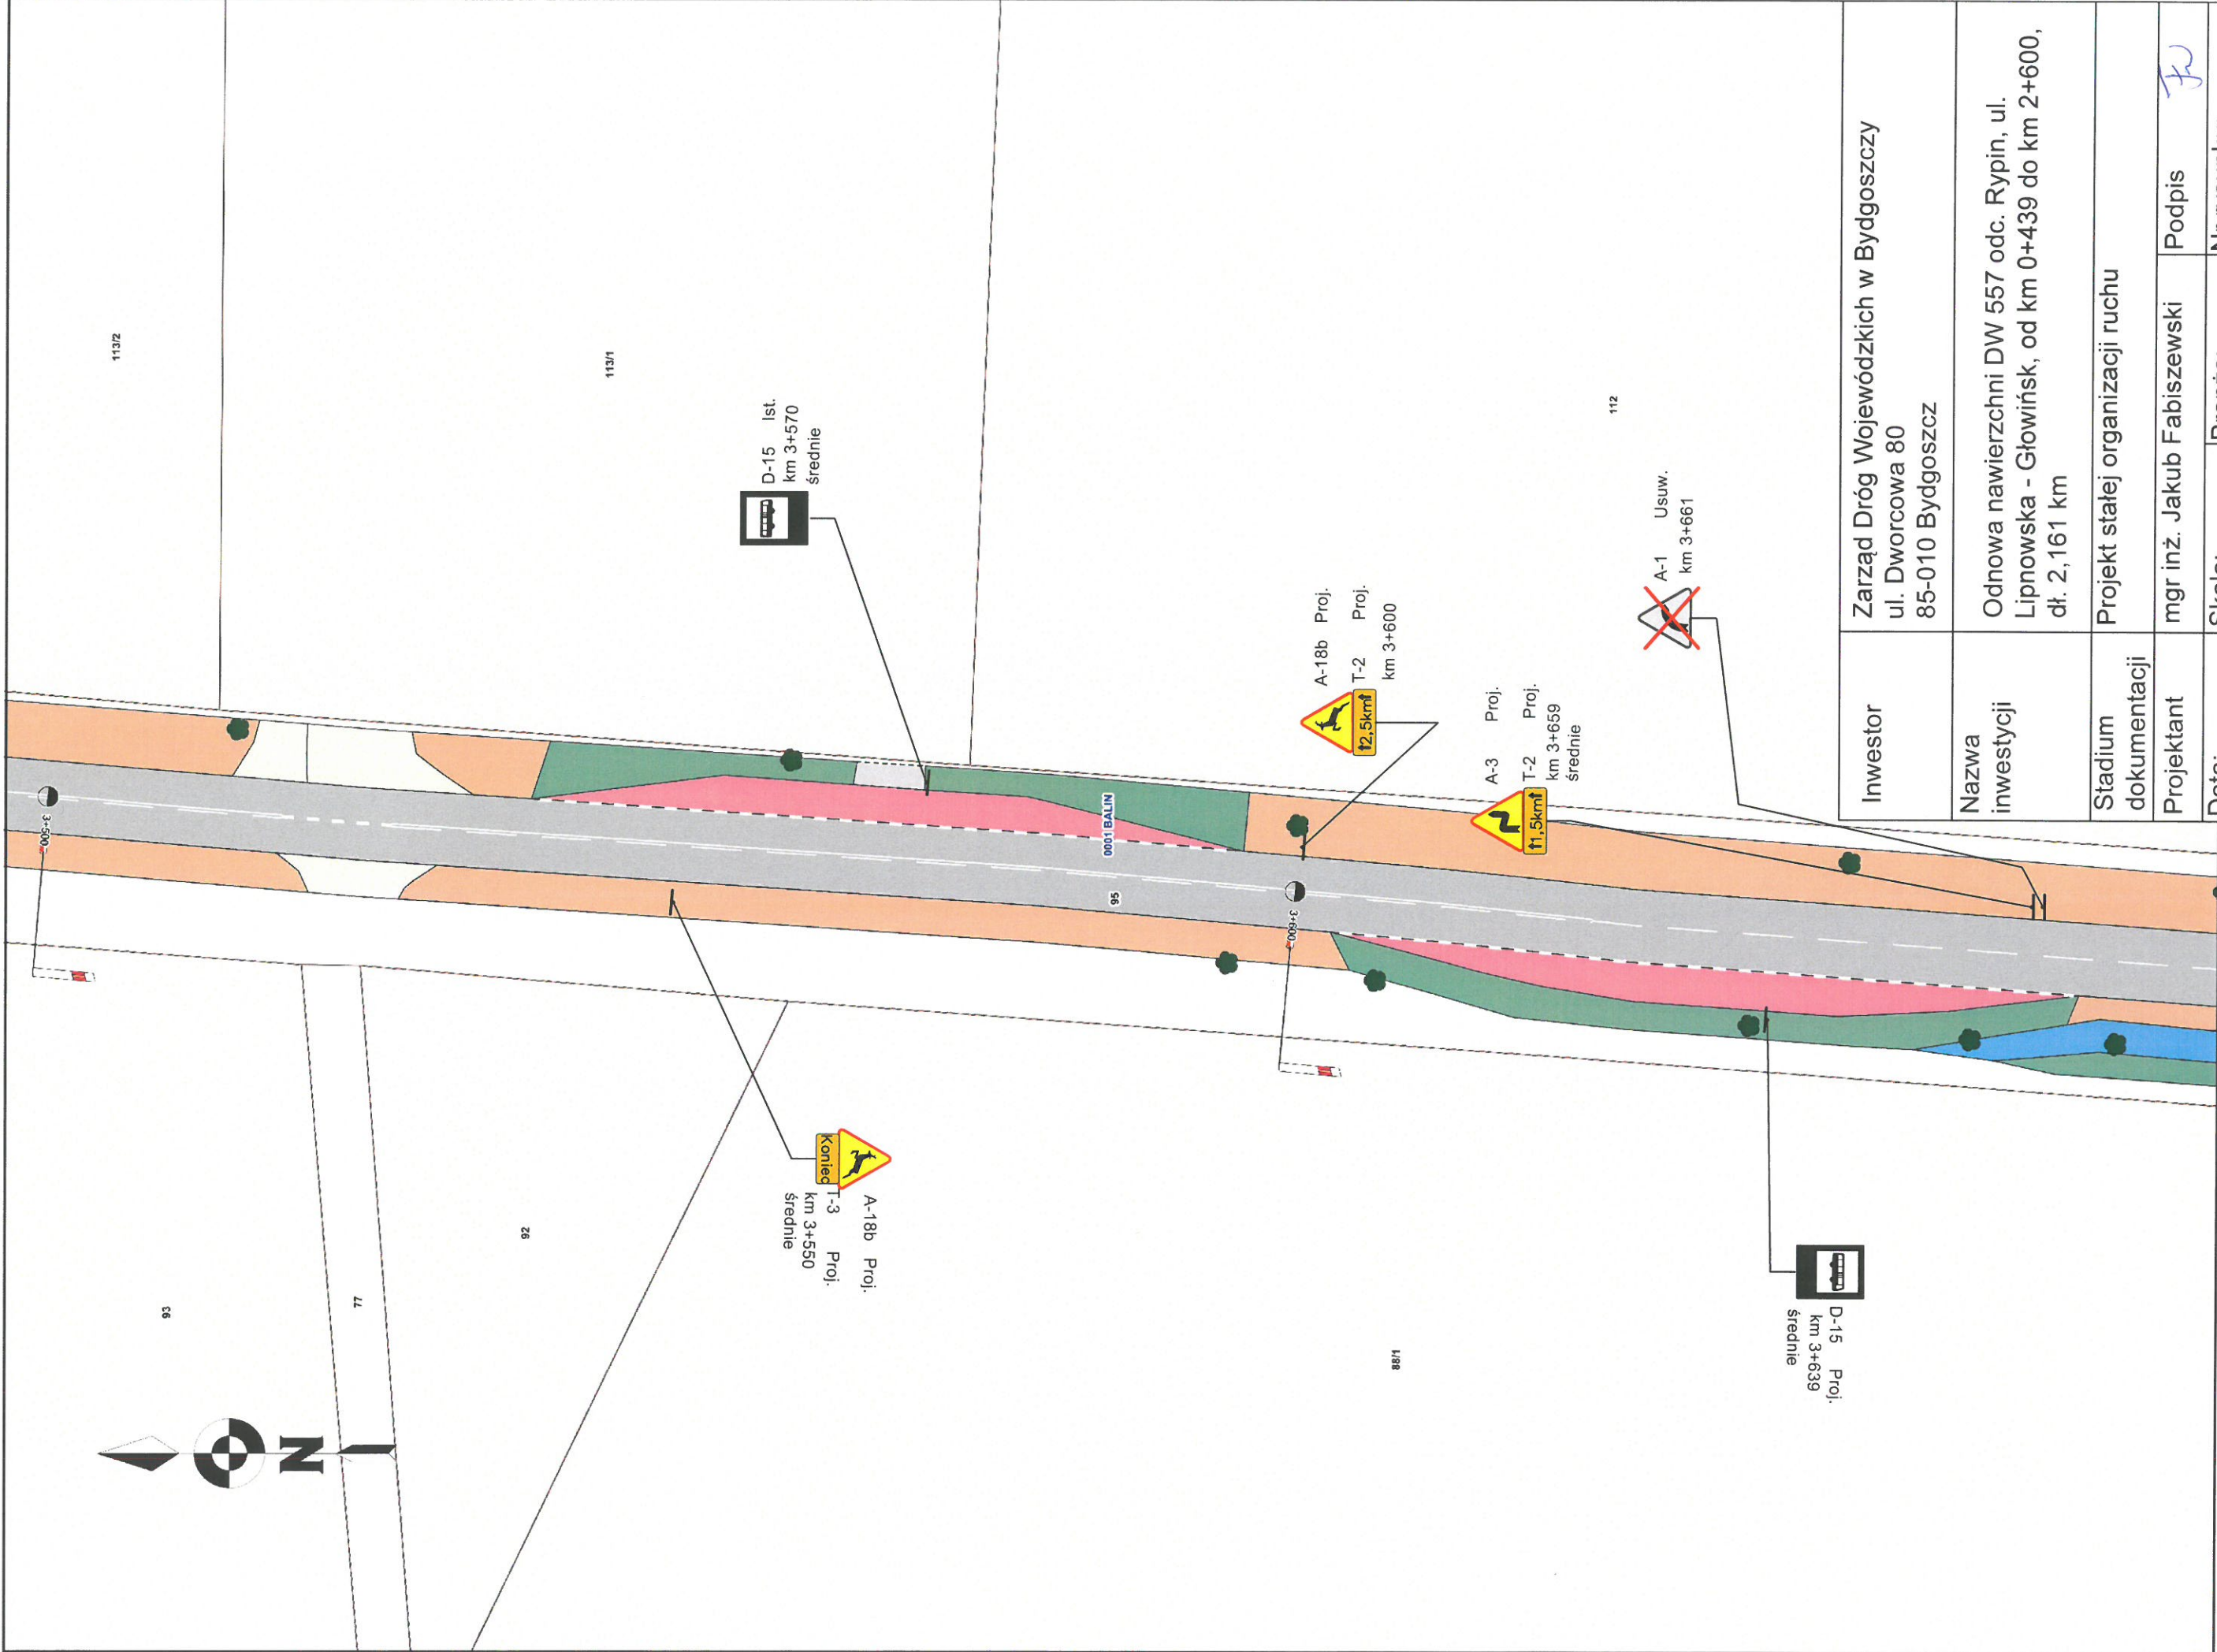 113/2
113/1
D-15 Ist.
km 3+570
średnie
112
A-18b Proj.
T-2 Proj.
km 3+600
2,5km
A-3 Proj.
T-2 Proj.
km 3+659
średnie
1,5km
A-1 Usuw.
km 3+661
3+500
0001 BALIN
95
3+600
Koniec
A-18b Proj.
T-3 Proj.
km 3+550
średnie
D-15 Proj.
km 3+639
średnie
93
77
92
88/1
N
Inwestor
Zarząd Dróg Wojewódzkich w Bydgoszczy
ul. Dworcowa 80
85-010 Bydgoszcz
Nazwa
inwestycji
Odnowa nawierzchni DW 557 odc. Rypin, ul.
Lipnowska - Głowińsk, od km 0+439 do km 2+600,
dł. 2,161 km
Stadium
dokumentacji
Projekt stałej organizacji ruchu
Projektant
mgr inż. Jakub Fabiszewski
Podpis